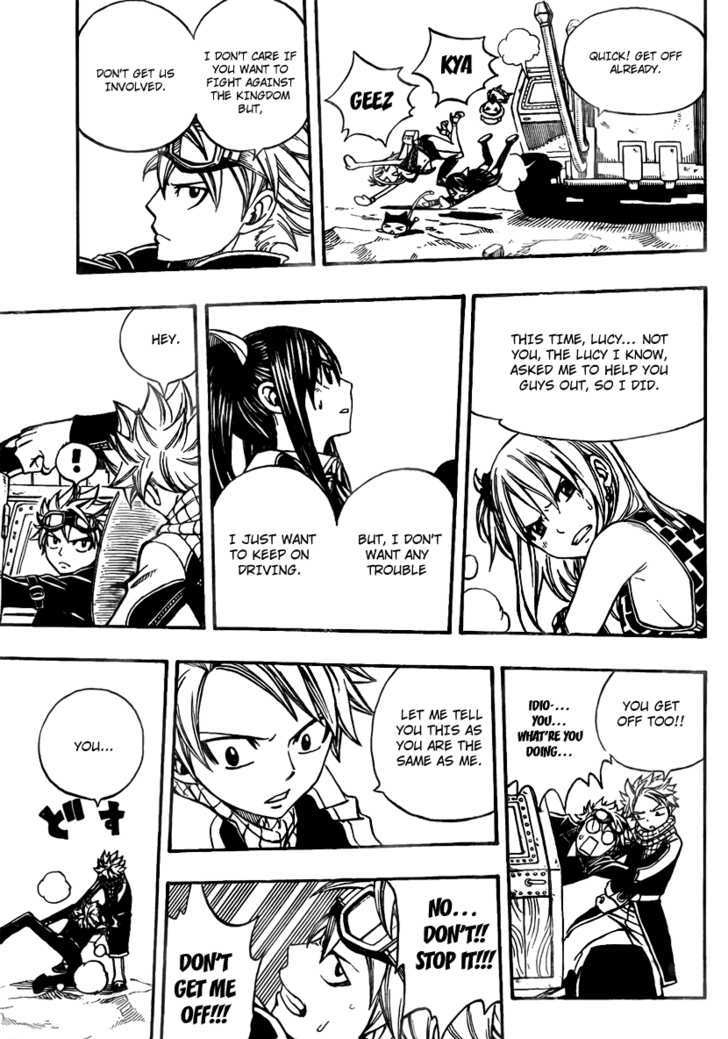 QUICK! GET OFF
ALREADY.
KYA
GEEZ
I DON'T CARE IF
YOU WANT TO
FIGHT AGAINST
THE KINGDOM
BUT,
DON'T GET US
INVOLVED.
THIS TIME, LUCY... NOT
YOU, THE LUCY I KNOW,
ASKED ME TO HELP YOU
GUYS OUT, SO I DID.
BUT, I DON'T
WANT ANY
TROUBLE
I JUST WANT
TO KEEP ON
DRIVING.
HEY.
!
YOU GET
OFF TOO!!
IDIO-...
YOU...
WHAT'RE YOU
DOING...
LET ME TELL
YOU THIS AS
YOU ARE THE
SAME AS ME.
NO...
DON'T!!
STOP IT!!!
DON'T
GET ME
OFF!!!
YOU...
どすっ